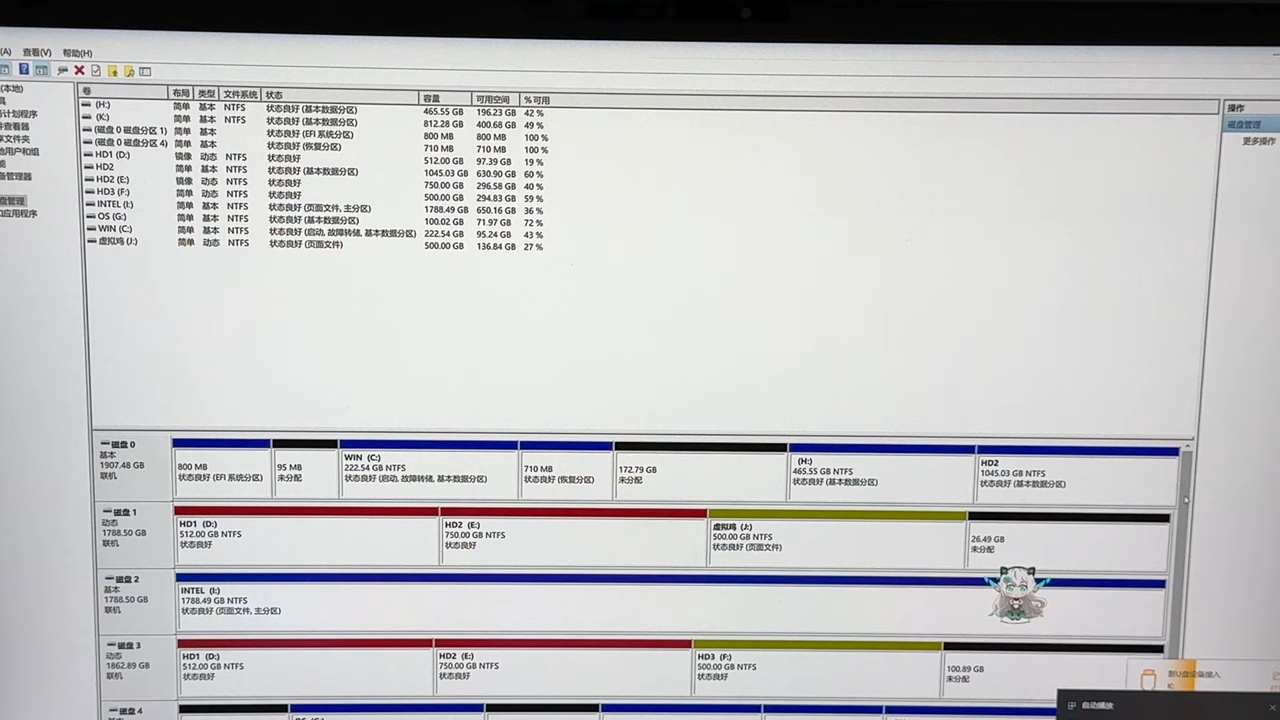 (A) 查看(V) 帮助(H)
(本地)
计划程序
件查看器
享文件夹
地用户和组
能
备管理器
盘管理
和应用程序
卷 布局 类型 文件系统 状态 容量 可用空间 % 可用
(H:) 简单 基本 NTFS 状态良好 (基本数据分区) 465.55 GB 196.23 GB 42 %
(K:) 简单 基本 NTFS 状态良好 (基本数据分区) 812.28 GB 400.68 GB 49 %
(磁盘 0 磁盘分区 1) 简单 基本 状态良好 (EFI 系统分区) 800 MB 800 MB 100 %
(磁盘 0 磁盘分区 4) 简单 基本 状态良好 (恢复分区) 710 MB 710 MB 100 %
HD1 (D:) 镜像 动态 NTFS 状态良好 512.00 GB 97.39 GB 19 %
HD2 简单 基本 NTFS 状态良好 (基本数据分区) 1045.03 GB 630.90 GB 60 %
HD2 (E:) 镜像 动态 NTFS 状态良好 750.00 GB 296.58 GB 40 %
HD3 (F:) 简单 动态 NTFS 状态良好 500.00 GB 294.83 GB 59 %
INTEL (I:) 简单 基本 NTFS 状态良好 (页面文件, 主分区) 1788.49 GB 650.16 GB 36 %
OS (G:) 简单 基本 NTFS 状态良好 (基本数据分区) 100.02 GB 71.97 GB 72 %
WIN (C:) 简单 基本 NTFS 状态良好 (启动, 故障转储, 基本数据分区) 222.54 GB 95.24 GB 43 %
虚拟鸡 (J:) 简单 动态 NTFS 状态良好 (页面文件) 500.00 GB 136.84 GB 27 %
操作
磁盘管理
更多操作
磁盘 0
基本
1907.48 GB
联机
800 MB
状态良好 (EFI 系统分区)
95 MB
未分配
WIN (C:)
222.54 GB NTFS
状态良好 (启动, 故障转储, 基本数据分区)
710 MB
状态良好 (恢复分区)
172.79 GB
未分配
(H:)
465.55 GB NTFS
状态良好 (基本数据分区)
HD2
1045.03 GB NTFS
状态良好 (基本数据分区)
磁盘 1
动态
1788.50 GB
联机
HD1 (D:)
512.00 GB NTFS
状态良好
HD2 (E:)
750.00 GB NTFS
状态良好
虚拟鸡 (J:)
500.00 GB NTFS
状态良好 (页面文件)
26.49 GB
未分配
磁盘 2
基本
1788.50 GB
联机
INTEL (I:)
1788.49 GB NTFS
状态良好 (页面文件, 主分区)
磁盘 3
动态
1862.89 GB
联机
HD1 (D:)
512.00 GB NTFS
状态良好
HD2 (E:)
750.00 GB NTFS
状态良好
HD3 (F:)
500.00 GB NTFS
状态良好
100.89 GB
未分配
磁盘 4
新U盘设备接入
K:
自动播放